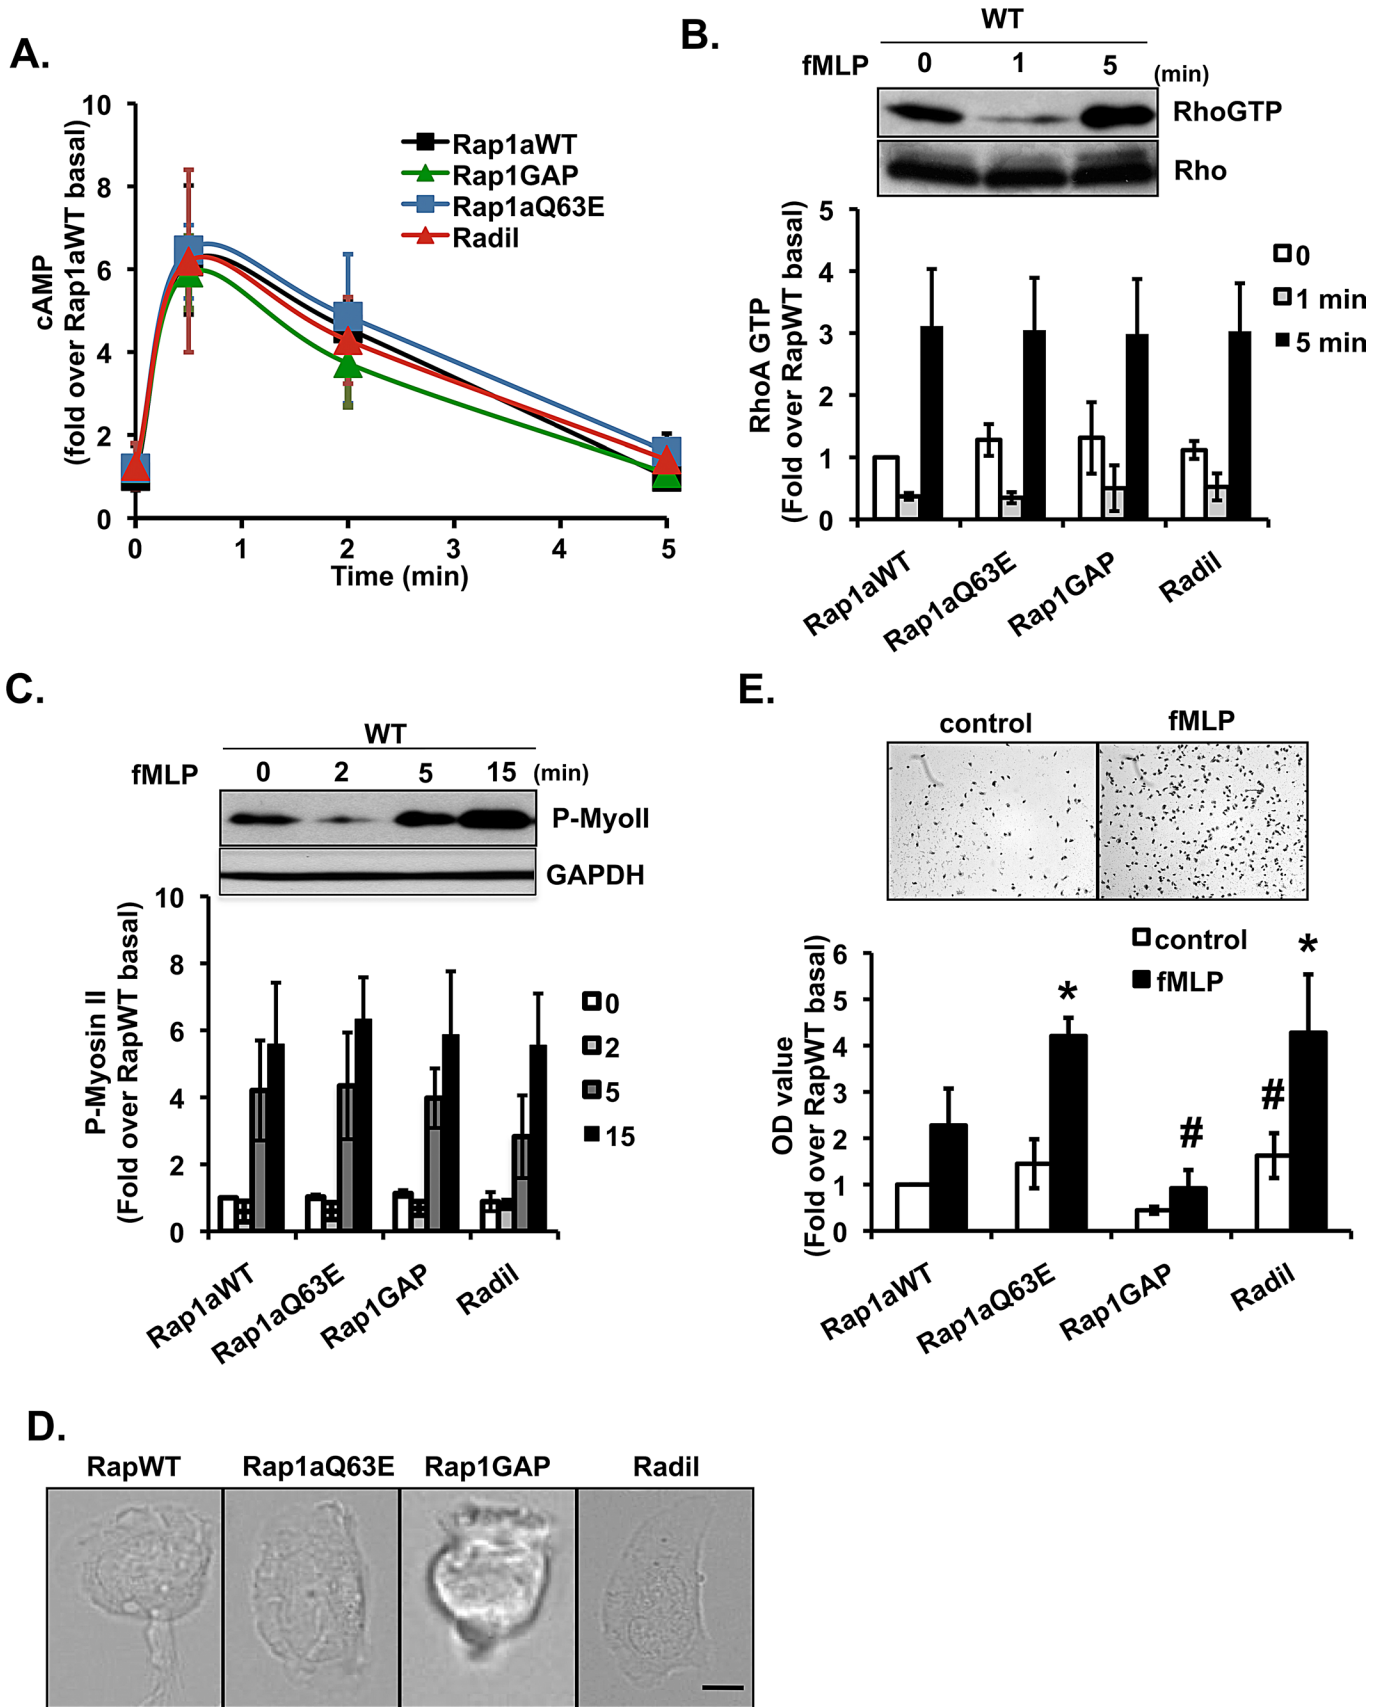 A.
10
8
6
4
2
0
cAMP
(fold over Rap1aWT basal)
Rap1aWT
Rap1GAP
Rap1aQ63E
Radil
0 1 2 3 4 5
Time (min)
B.
WT
fMLP 0 1 5 (min)
RhoGTP
Rho
5
4
3
2
1
0
RhoA GTP
(Fold over RapWT basal)
0
1 min
5 min
Rap1aWT
Rap1aQ63E
Rap1GAP
Radil
C.
WT
fMLP 0 2 5 15 (min)
P-MyoII
GAPDH
10
8
6
4
2
0
P-Myosin II
(Fold over RapWT basal)
0
2
5
15
Rap1aWT
Rap1aQ63E
Rap1GAP
Radil
E.
control fMLP
control
fMLP
6
5
4
3
2
1
0
OD value
(Fold over RapWT basal)
*
#
#
*
Rap1aWT
Rap1aQ63E
Rap1GAP
Radil
D.
RapWT Rap1aQ63E Rap1GAP Radil